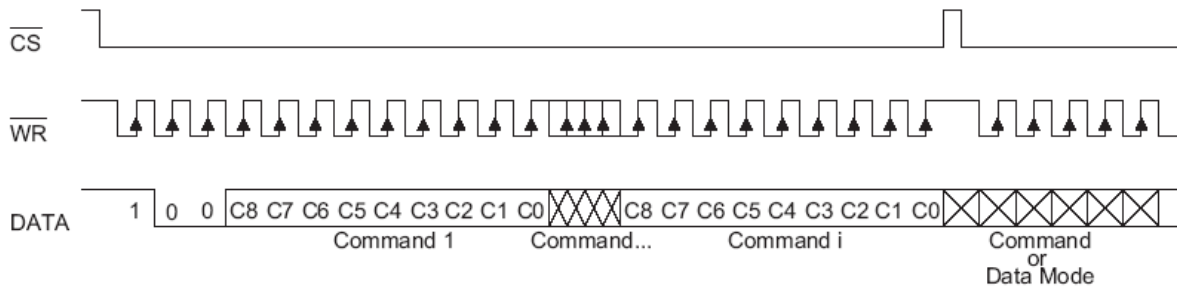 CS
WR
DATA 1 0 0 C8 C7 C6 C5 C4 C3 C2 C1 C0 C8 C7 C6 C5 C4 C3 C2 C1 C0
Command 1 Command... Command i Command
or
Data Mode